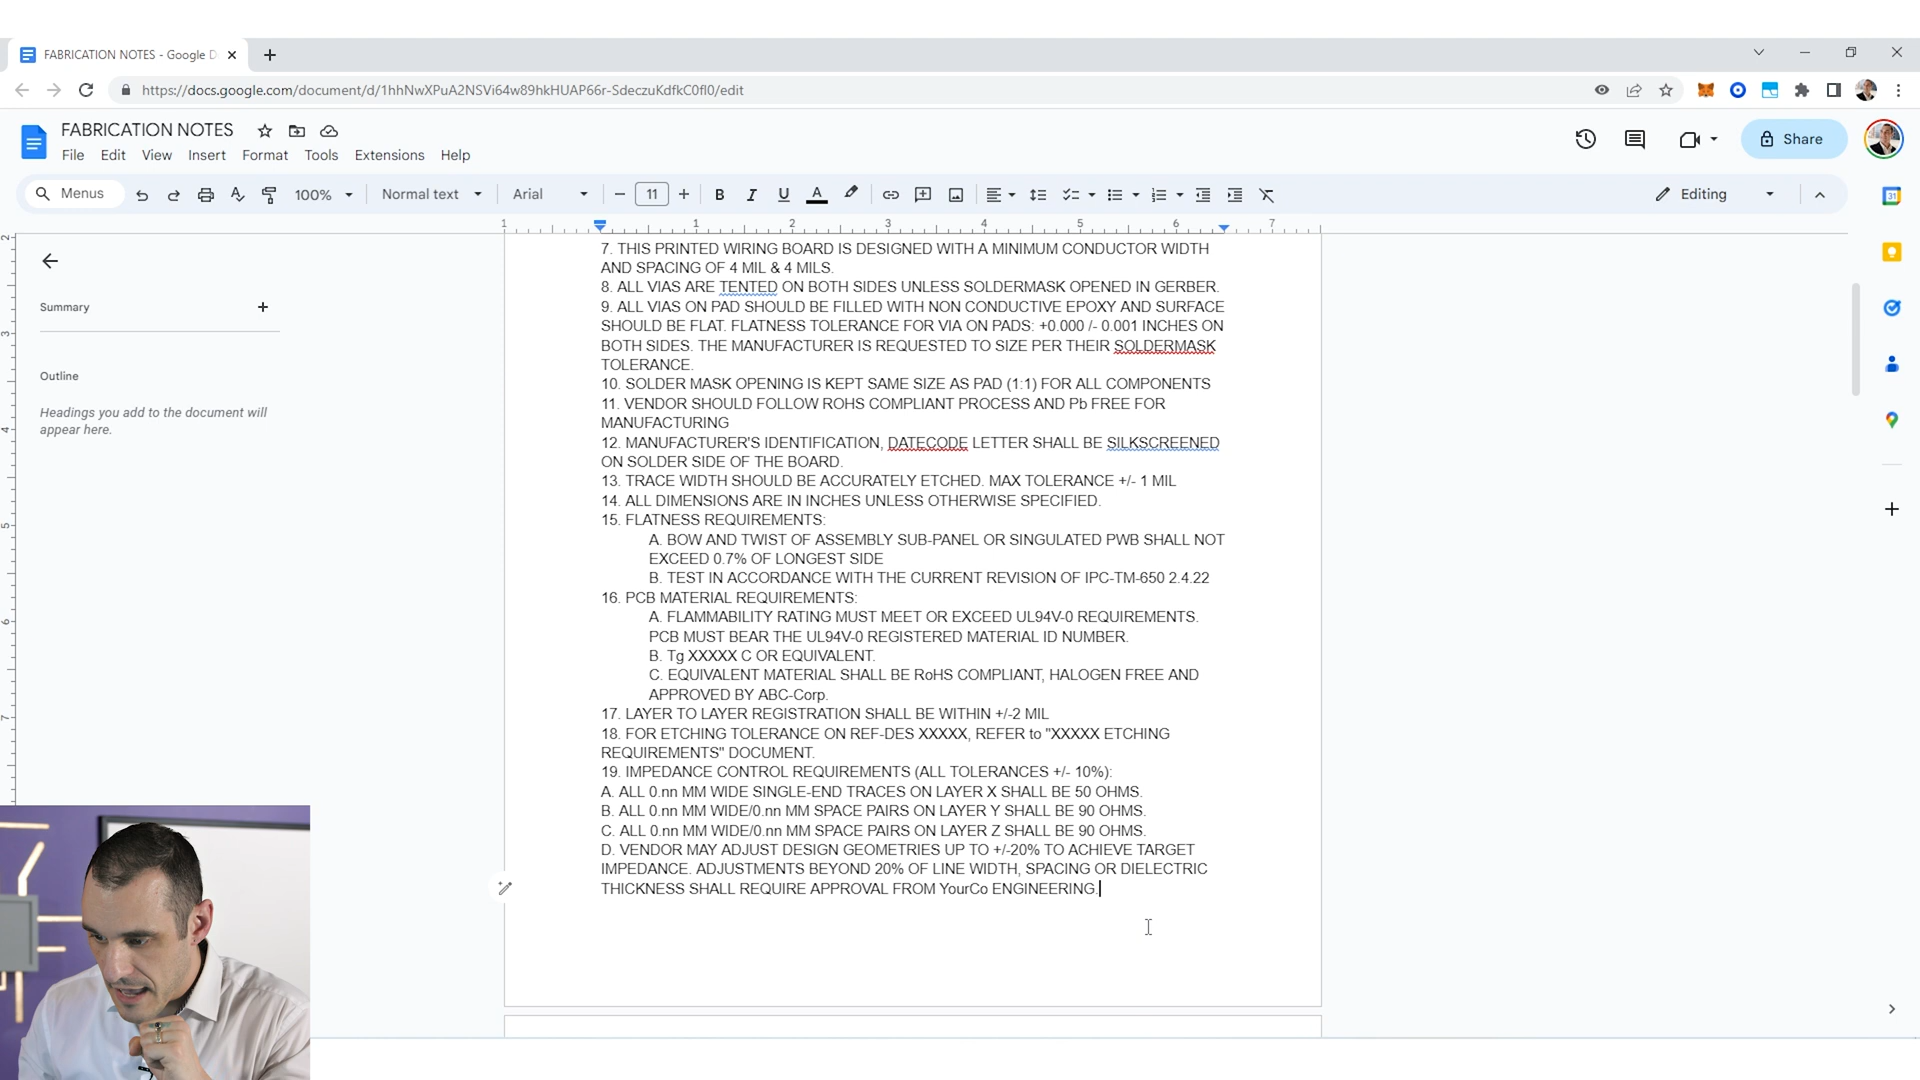 FABRICATION NOTES - Google D
https://docs.google.com/document/d/1hhNwXPuA2NSVi64w89hkHUAP66r-SdeczuKdfkC0fI0/edit
FABRICATION NOTES
File Edit View Insert Format Tools Extensions Help
Share
Menus 100% Normal text Arial 11 Editing
1 1 2 3 4 5 6 7
Summary
Outline
Headings you add to the document will
appear here.
2
3
4
5
6
7
31
7. THIS PRINTED WIRING BOARD IS DESIGNED WITH A MINIMUM CONDUCTOR WIDTH
AND SPACING OF 4 MIL & 4 MILS.
8. ALL VIAS ARE TENTED ON BOTH SIDES UNLESS SOLDERMASK OPENED IN GERBER.
9. ALL VIAS ON PAD SHOULD BE FILLED WITH NON CONDUCTIVE EPOXY AND SURFACE
SHOULD BE FLAT. FLATNESS TOLERANCE FOR VIA ON PADS: +0.000 /- 0.001 INCHES ON
BOTH SIDES. THE MANUFACTURER IS REQUESTED TO SIZE PER THEIR SOLDERMASK
TOLERANCE.
10. SOLDER MASK OPENING IS KEPT SAME SIZE AS PAD (1:1) FOR ALL COMPONENTS
11. VENDOR SHOULD FOLLOW ROHS COMPLIANT PROCESS AND Pb FREE FOR
MANUFACTURING
12. MANUFACTURER'S IDENTIFICATION, DATECODE LETTER SHALL BE SILKSCREENED
ON SOLDER SIDE OF THE BOARD.
13. TRACE WIDTH SHOULD BE ACCURATELY ETCHED. MAX TOLERANCE +/- 1 MIL
14. ALL DIMENSIONS ARE IN INCHES UNLESS OTHERWISE SPECIFIED.
15. FLATNESS REQUIREMENTS:
A. BOW AND TWIST OF ASSEMBLY SUB-PANEL OR SINGULATED PWB SHALL NOT
EXCEED 0.7% OF LONGEST SIDE
B. TEST IN ACCORDANCE WITH THE CURRENT REVISION OF IPC-TM-650 2.4.22
16. PCB MATERIAL REQUIREMENTS:
A. FLAMMABILITY RATING MUST MEET OR EXCEED UL94V-0 REQUIREMENTS.
PCB MUST BEAR THE UL94V-0 REGISTERED MATERIAL ID NUMBER.
B. Tg XXXXX C OR EQUIVALENT.
C. EQUIVALENT MATERIAL SHALL BE RoHS COMPLIANT, HALOGEN FREE AND
APPROVED BY ABC-Corp.
17. LAYER TO LAYER REGISTRATION SHALL BE WITHIN +/-2 MIL
18. FOR ETCHING TOLERANCE ON REF-DES XXXXX, REFER to "XXXXX ETCHING
REQUIREMENTS" DOCUMENT.
19. IMPEDANCE CONTROL REQUIREMENTS (ALL TOLERANCES +/- 10%):
A. ALL 0.nn MM WIDE SINGLE-END TRACES ON LAYER X SHALL BE 50 OHMS.
B. ALL 0.nn MM WIDE/0.nn MM SPACE PAIRS ON LAYER Y SHALL BE 90 OHMS.
C. ALL 0.nn MM WIDE/0.nn MM SPACE PAIRS ON LAYER Z SHALL BE 90 OHMS.
D. VENDOR MAY ADJUST DESIGN GEOMETRIES UP TO +/-20% TO ACHIEVE TARGET
IMPEDANCE. ADJUSTMENTS BEYOND 20% OF LINE WIDTH, SPACING OR DIELECTRIC
THICKNESS SHALL REQUIRE APPROVAL FROM YourCo ENGINEERING.